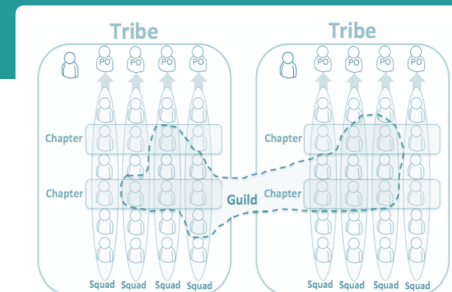 Tribe Tribe
PO PO PO PO PO PO PO PO
Chapter Chapter
Chapter Guild Chapter
Squad Squad Squad Squad Squad Squad Squad Squad